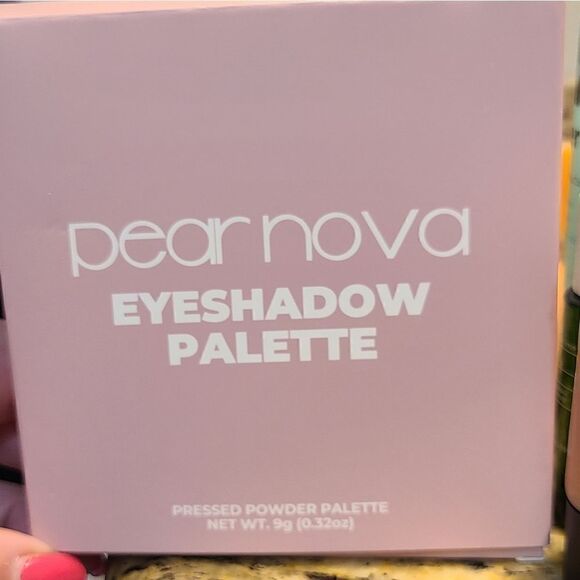 pear nova
EYESHADOW
PALETTE
PRESSED POWDER PALETTE
NET WT. 9g (0.32oz)